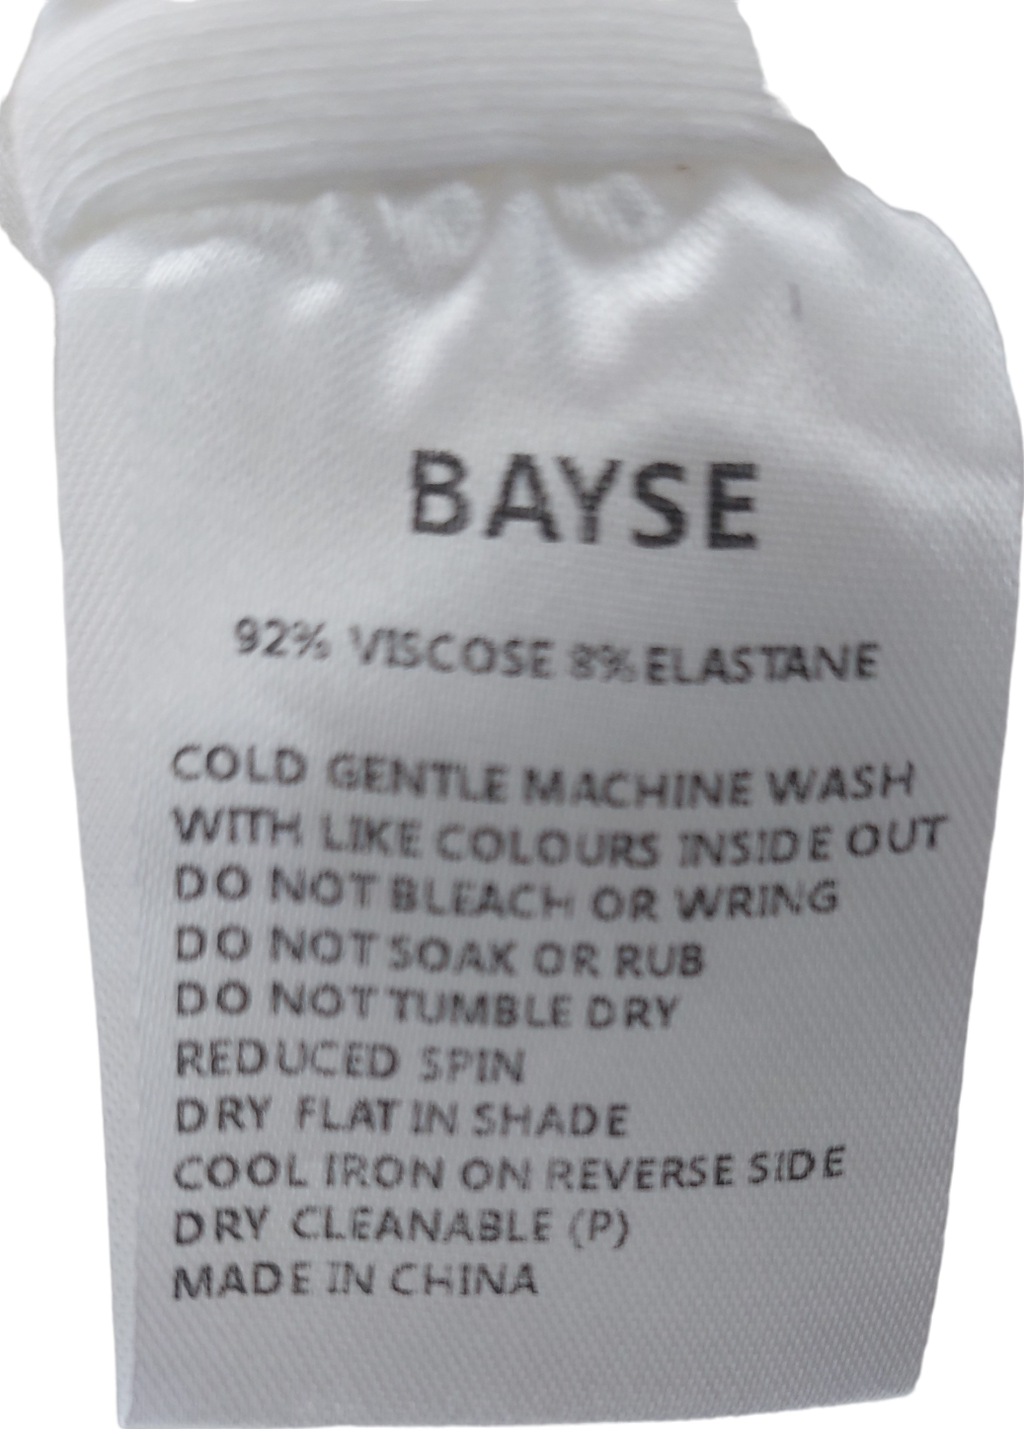 BAYSE
92% VISCOSE 8% ELASTANE
COLD GENTLE MACHINE WASH
WITH LIKE COLOURS INSIDE OUT
DO NOT BLEACH OR WRING
DO NOT SOAK OR RUB
DO NOT TUMBLE DRY
REDUCED SPIN
DRY FLAT IN SHADE
COOL IRON ON REVERSE SIDE
DRY CLEANABLE (P)
MADE IN CHINA